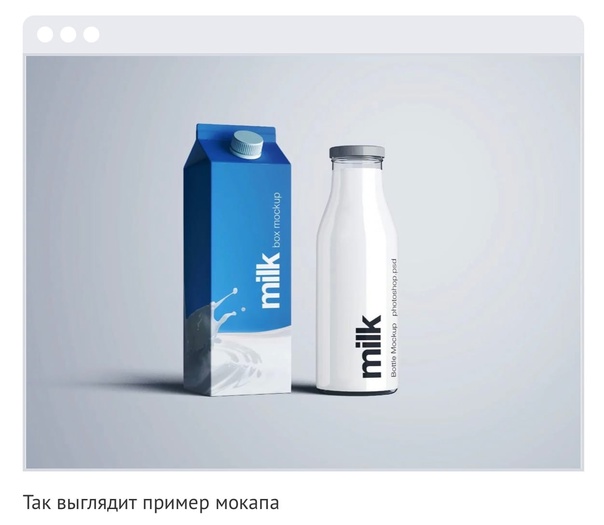 milk
box mockup
milk
Bottle Mockup photoshop.psd
Так выглядит пример мокапа